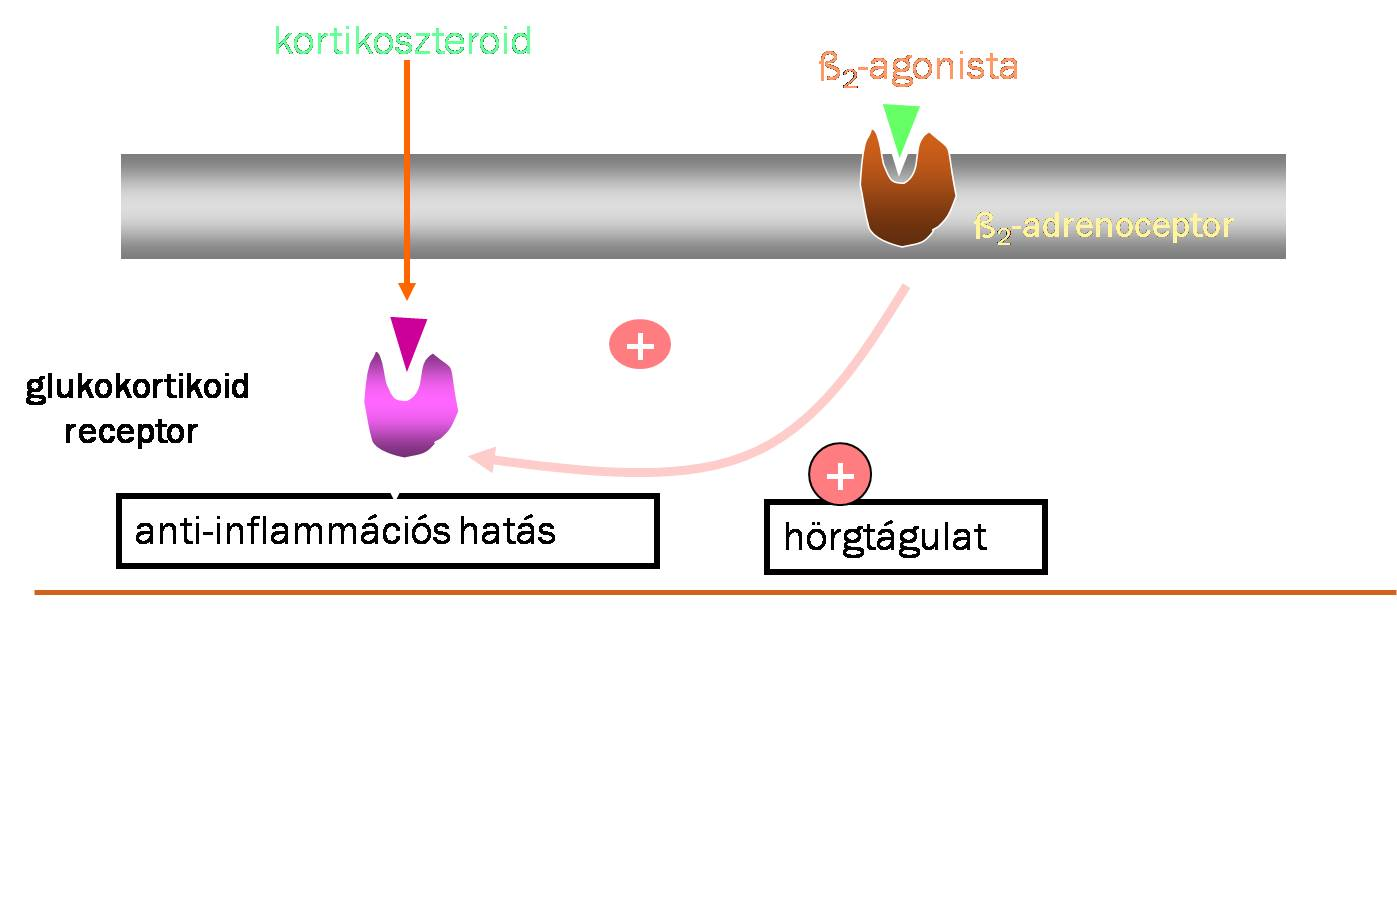 kortikoszteroid
ß2-agonista
ß2-adrenoceptor
+
glukokortikoid
receptor
+
anti-inflammációs hatás
hörgtágulat